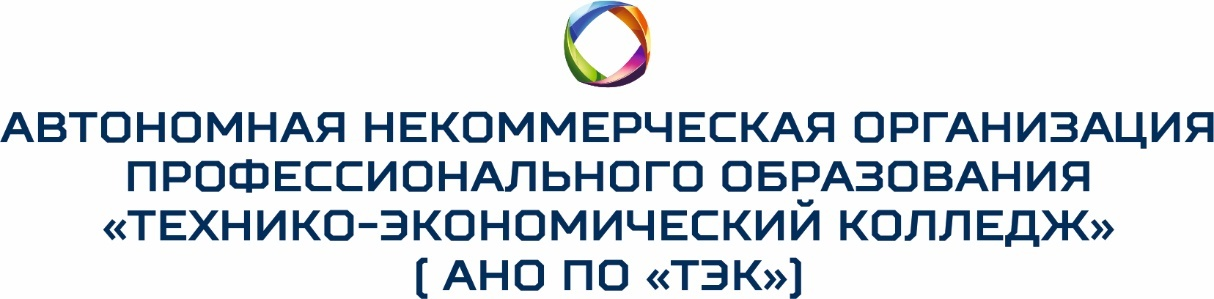 АВТОНОМНАЯ НЕКОММЕРЧЕСКАЯ ОРГАНИЗАЦИЯ
ПРОФЕССИОНАЛЬНОГО ОБРАЗОВАНИЯ
«ТЕХНИКО-ЭКОНОМИЧЕСКИЙ КОЛЛЕДЖ»
( АНО ПО «ТЭК»)